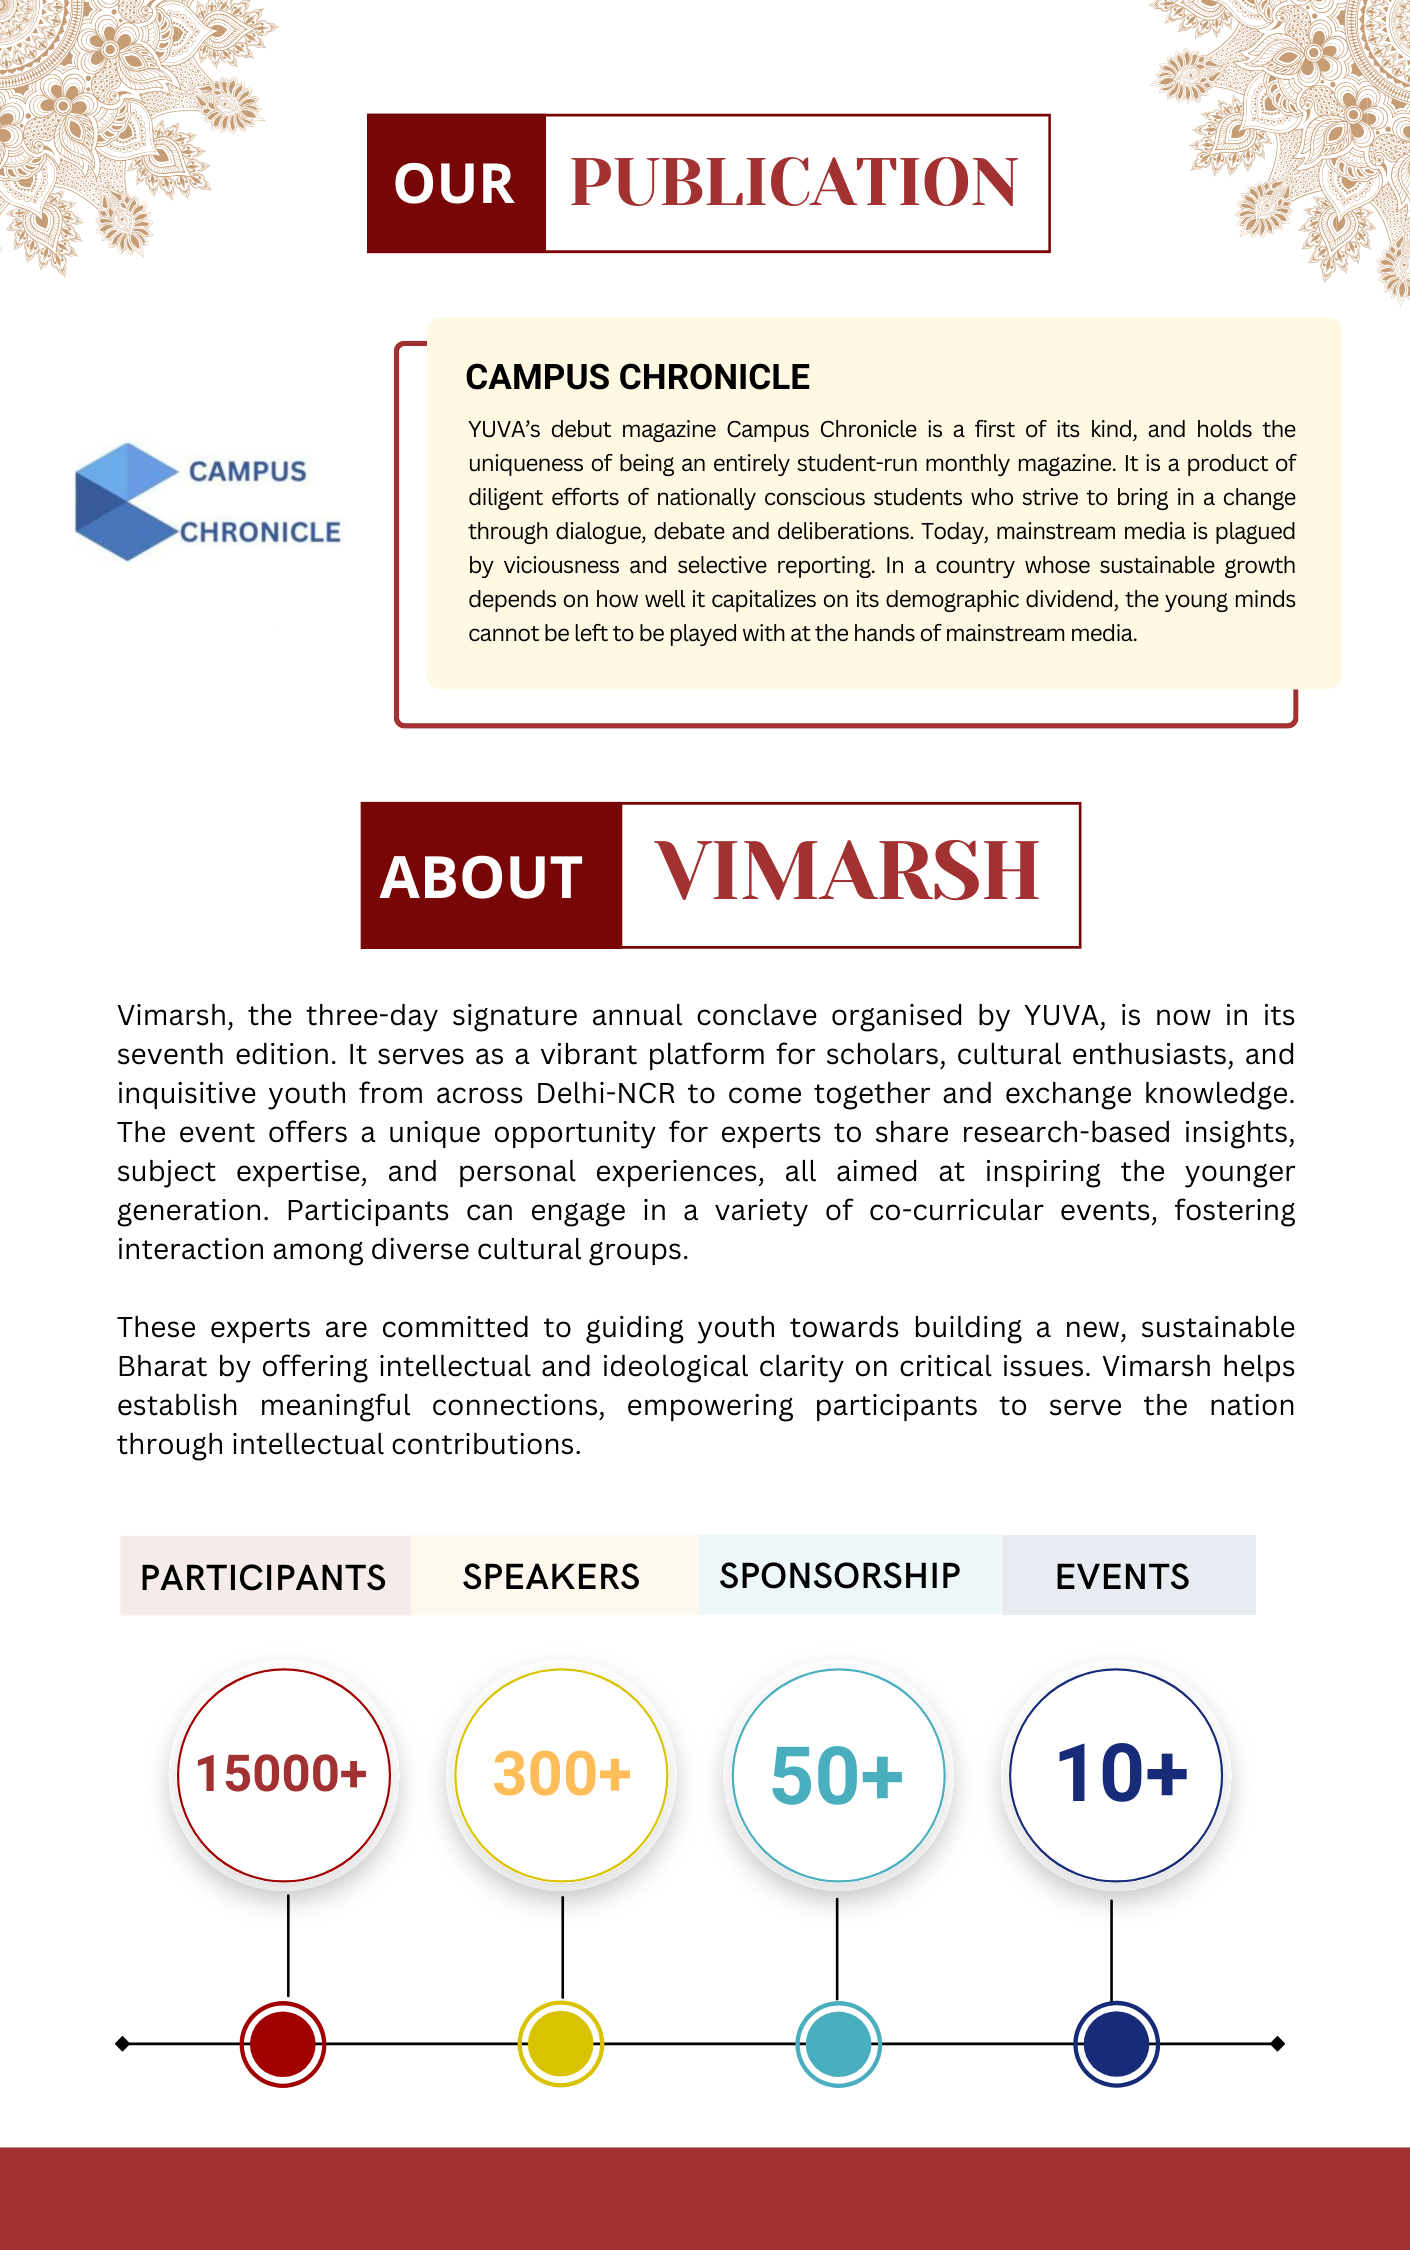 OUR PUBLICATION
CAMPUS
CHRONICLE
CAMPUS CHRONICLE
YUVA’s debut magazine Campus Chronicle is a first of its kind, and holds the
uniqueness of being an entirely student-run monthly magazine. It is a product of
diligent efforts of nationally conscious students who strive to bring in a change
through dialogue, debate and deliberations. Today, mainstream media is plagued
by viciousness and selective reporting. In a country whose sustainable growth
depends on how well it capitalizes on its demographic dividend, the young minds
cannot be left to be played with at the hands of mainstream media.
ABOUT VIMARSH
Vimarsh, the three-day signature annual conclave organised by YUVA, is now in its
seventh edition. It serves as a vibrant platform for scholars, cultural enthusiasts, and
inquisitive youth from across Delhi-NCR to come together and exchange knowledge.
The event offers a unique opportunity for experts to share research-based insights,
subject expertise, and personal experiences, all aimed at inspiring the younger
generation. Participants can engage in a variety of co-curricular events, fostering
interaction among diverse cultural groups.
These experts are committed to guiding youth towards building a new, sustainable
Bharat by offering intellectual and ideological clarity on critical issues. Vimarsh helps
establish meaningful connections, empowering participants to serve the nation
through intellectual contributions.
PARTICIPANTS SPEAKERS SPONSORSHIP EVENTS
15000+ 300+ 50+ 10+